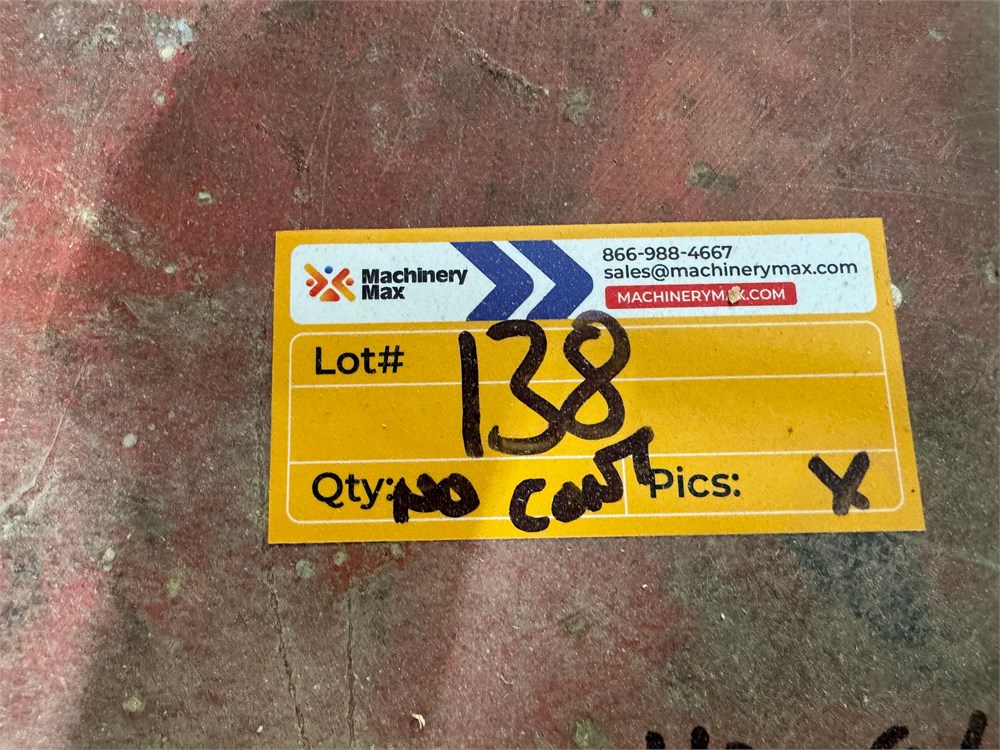 Machinery
Max
866-988-4667
sales@machinerymax.com
MACHINERYMAX.COM
Lot# 138
Qty: NO CONT Pics: X